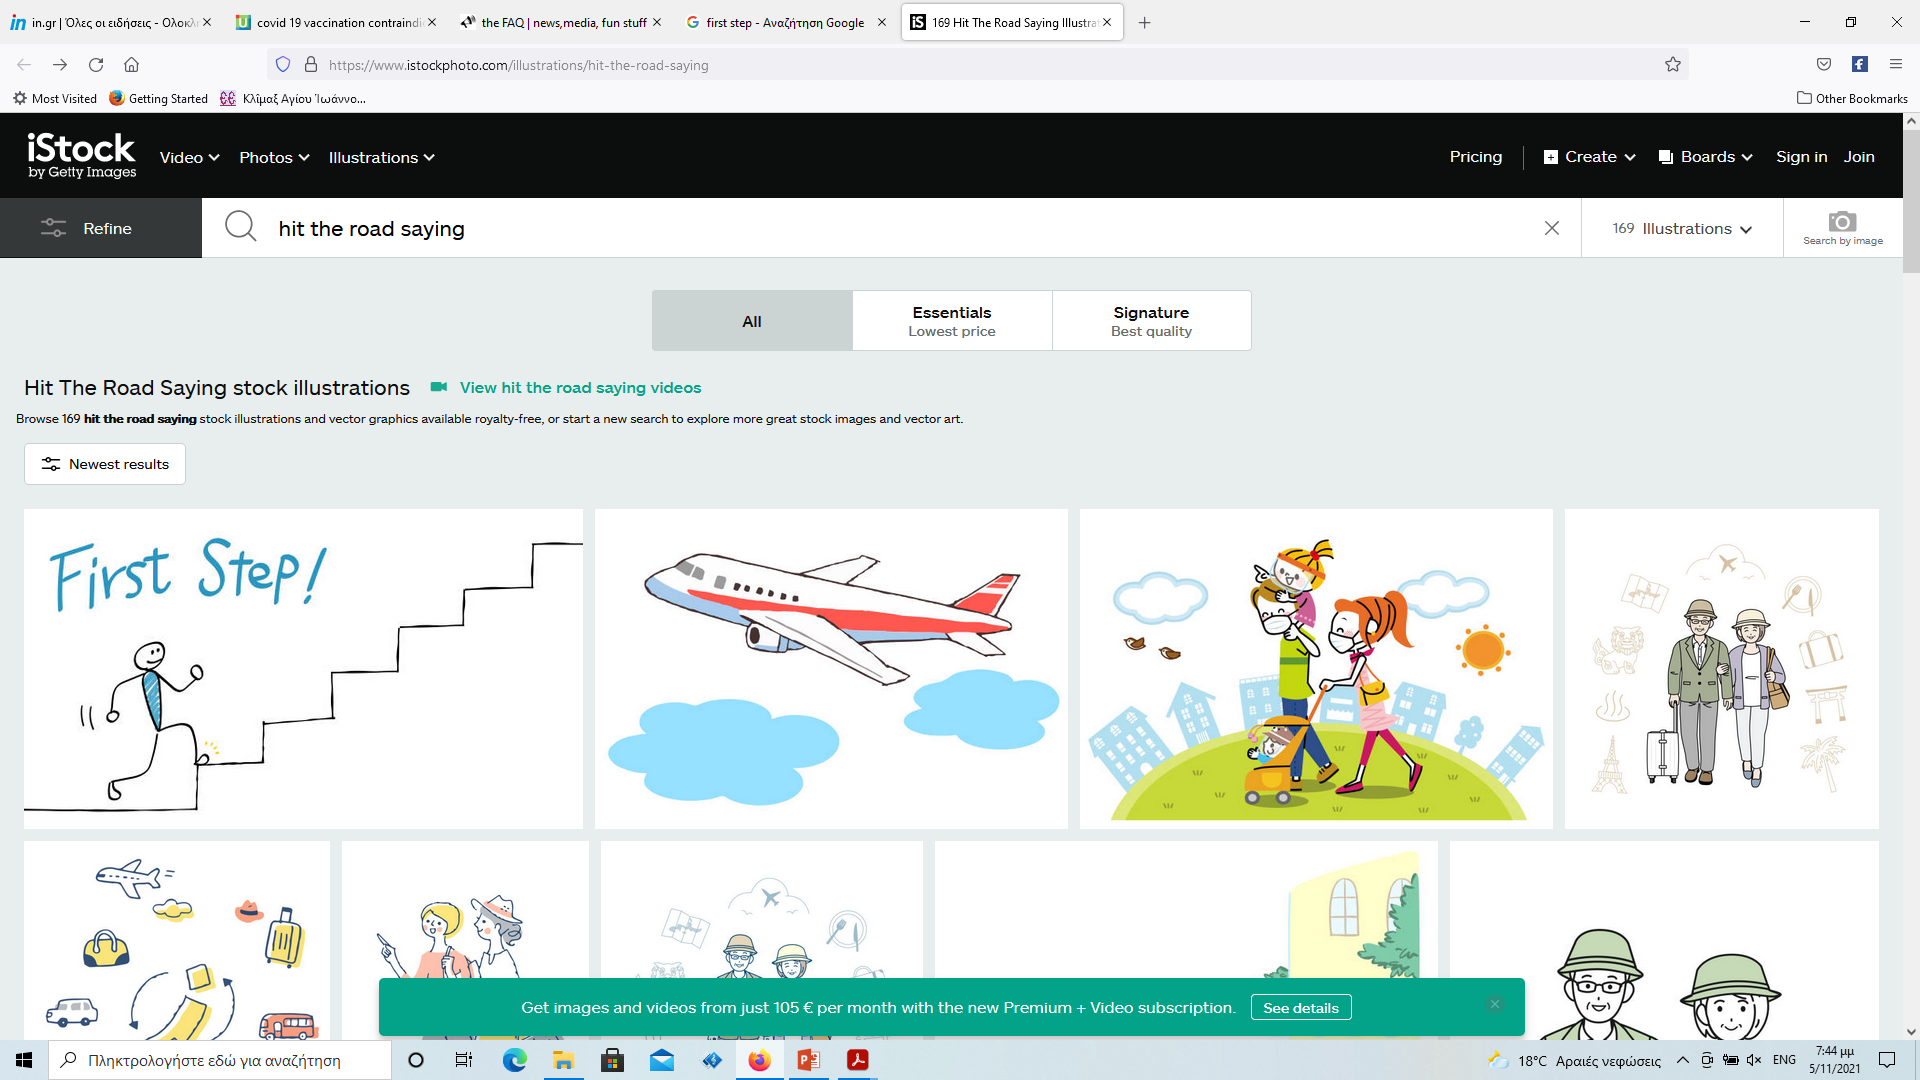 in.gr | Όλες οι ειδήσεις - Ολοκλ
covid 19 vaccination contraindi
the FAQ | news,media, fun stuff
first step - Αναζήτηση Google
169 Hit The Road Saying Illustra
https://www.istockphoto.com/illustrations/hit-the-road-saying
Most Visited
Getting Started
Κλῖμαξ Αγίου Ἰωάννο...
Other Bookmarks
iStock
by Getty Images
Video
Photos
Illustrations
Pricing
Create
Boards
Sign in
Join
Refine
hit the road saying
169 Illustrations
Search by image
All
Essentials
Lowest price
Signature
Best quality
Hit The Road Saying stock illustrations
View hit the road saying videos
Browse 169 hit the road saying stock illustrations and vector graphics available royalty-free, or start a new search to explore more great stock images and vector art.
Newest results
First Step!
Get images and videos from just 105 € per month with the new Premium + Video subscription.
See details
Πληκτρολογήστε εδώ για αναζήτηση
18°C Αραιές νεφώσεις
ENG
7:44 μμ
5/11/2021